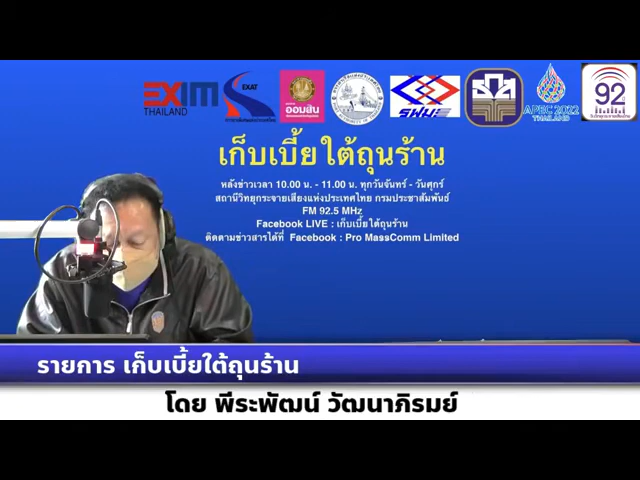 EXIM
THAILAND
EXAT
ออมสิน
รฟม
APEC 2022
THAILAND
92
เก็บเบี้ยใต้ถุนร้าน
หลังข่าวเวลา 10.00 น. - 11.00 น. ทุกวันจันทร์ - วันศุกร์
สถานีวิทยุกระจายเสียงแห่งประเทศไทย กรมประชาสัมพันธ์
FM 92.5 MHz
Facebook LIVE : เก็บเบี้ยใต้ถุนร้าน
ติดตามข่าวสารได้ที่ Facebook : Pro MassComm Limited
92
รายการ เก็บเบี้ยใต้ถุนร้าน
โดย พีระพัฒน์ วัฒนาภิรมย์